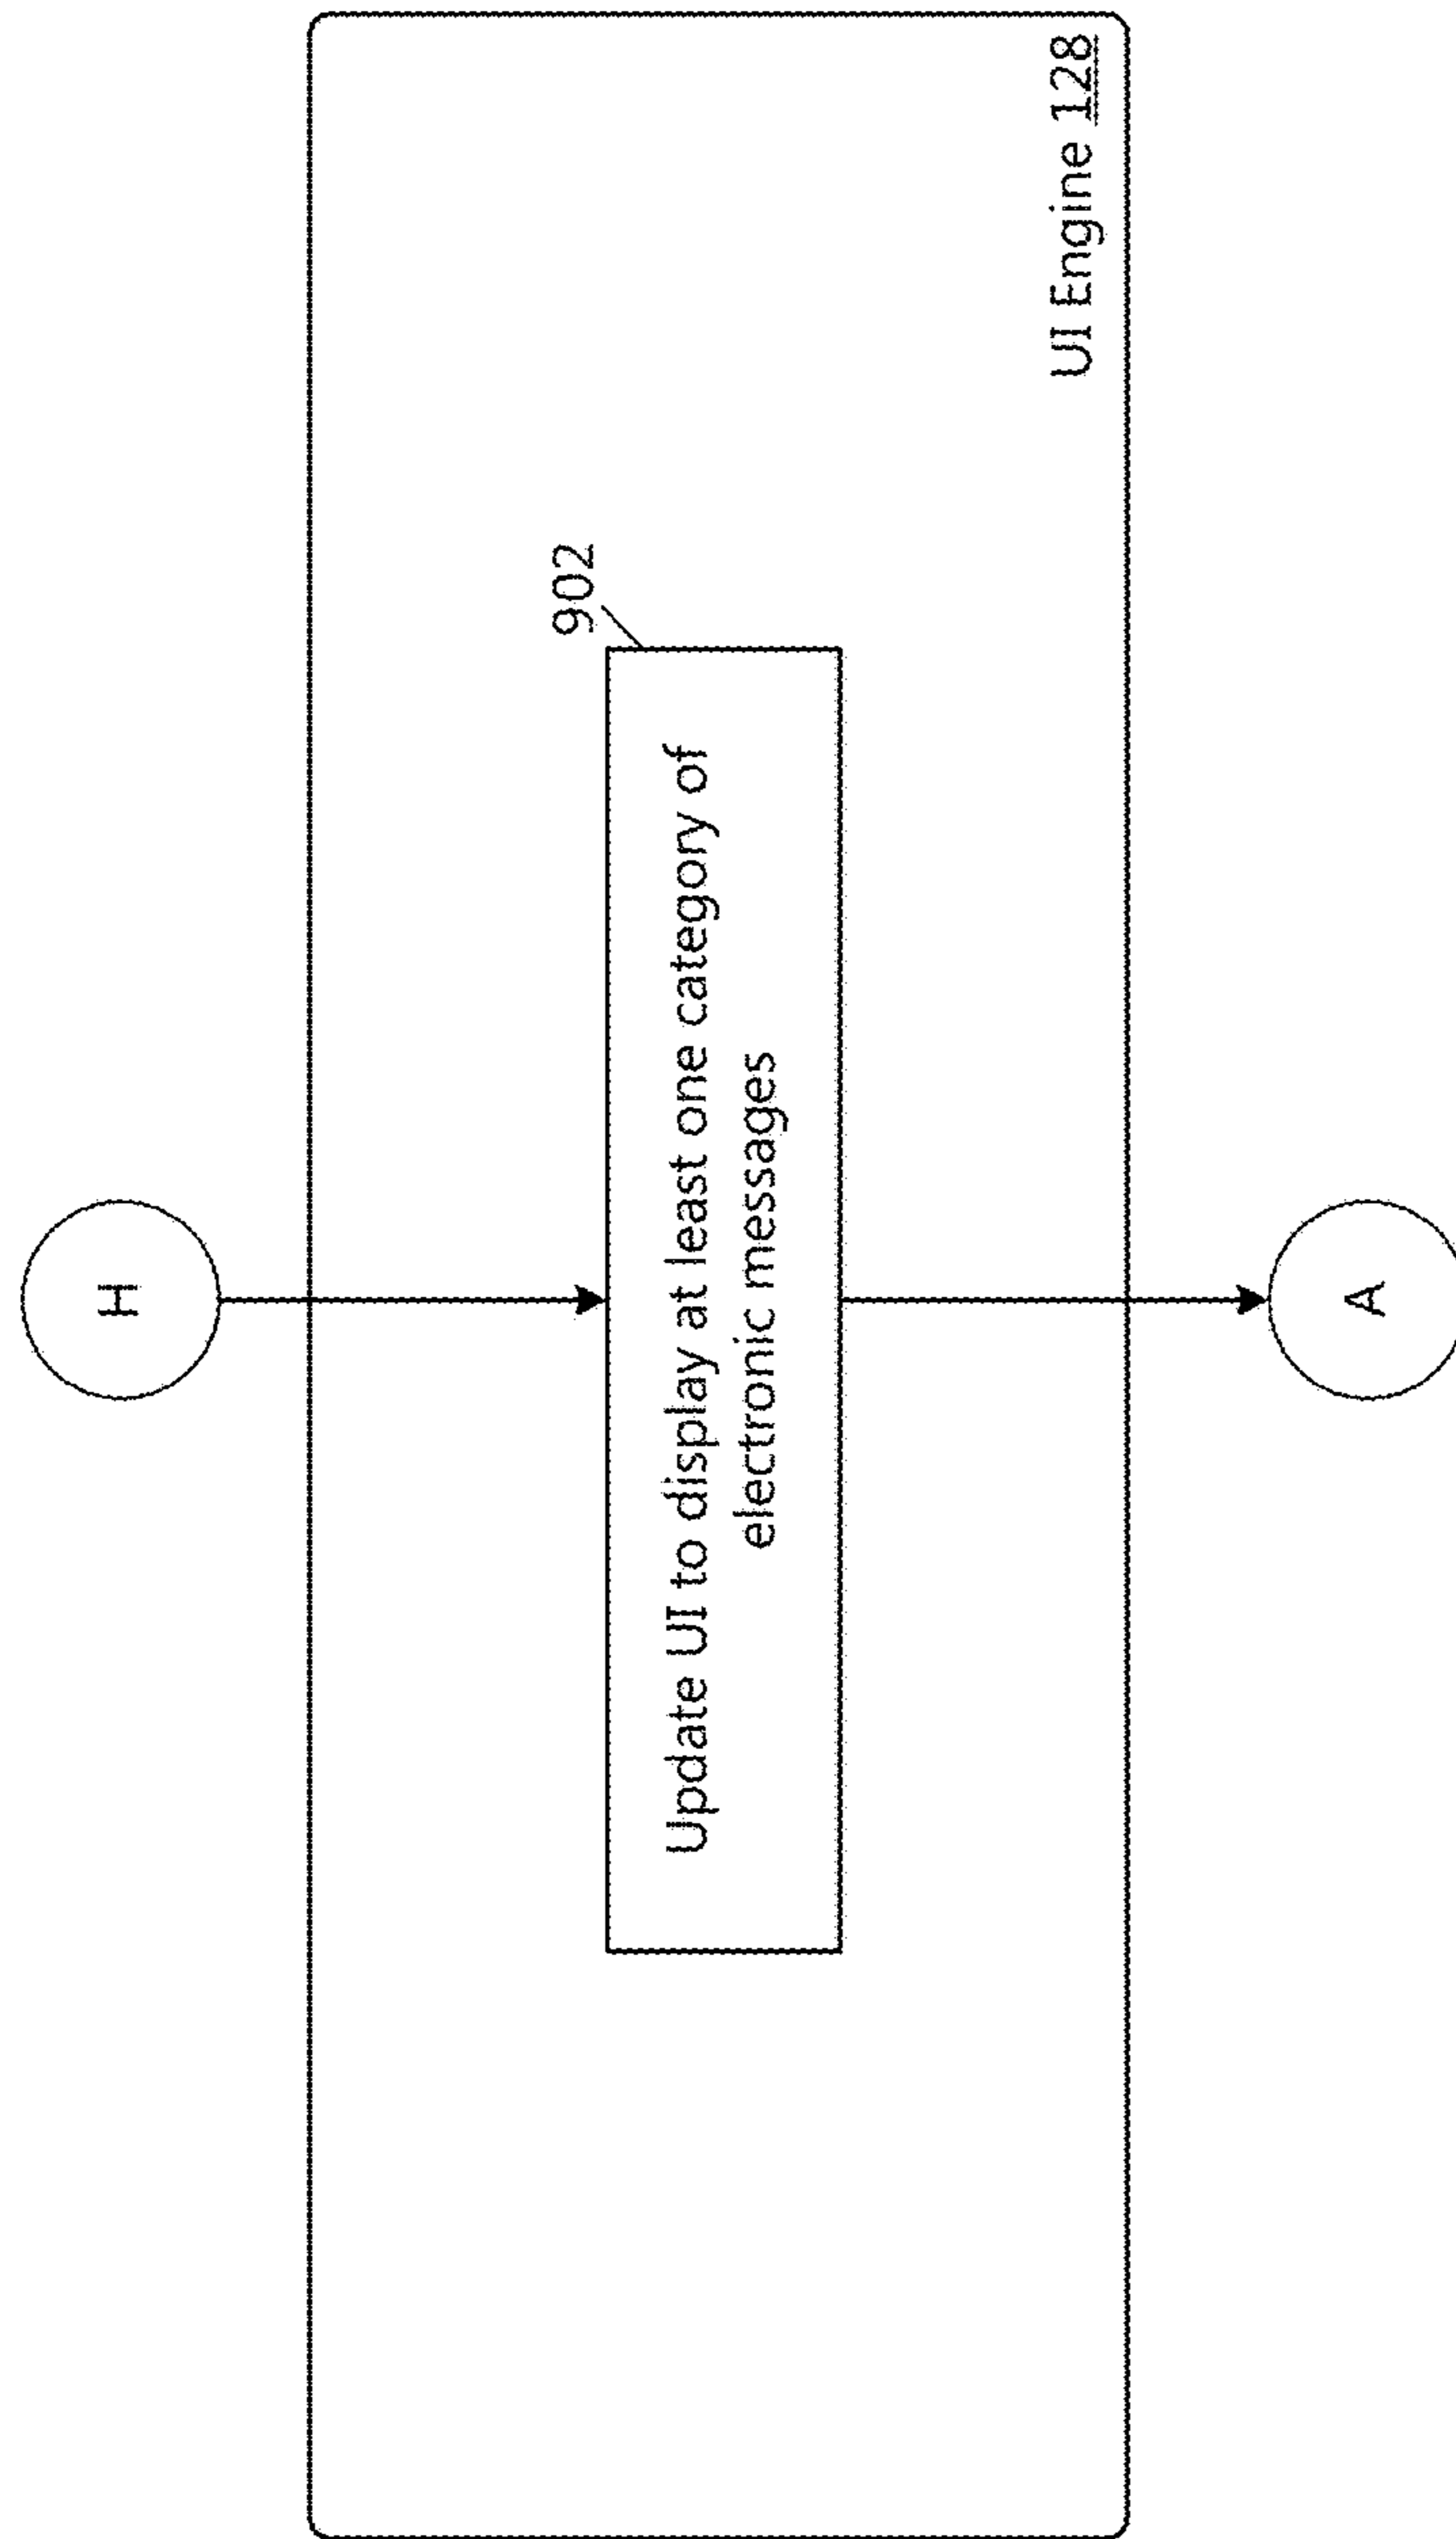 H
902
Update UI to display at least one category of
electronic messages
UI Engine 128
A